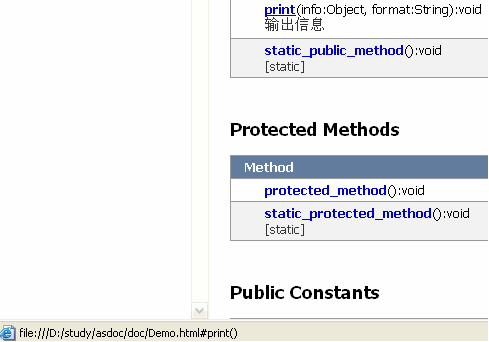 print(info:Object, format:String):void
输出信息
static_public_method():void
[static]
Protected Methods
Method
protected_method():void
static_protected_method():void
[static]
Public Constants
file:///D:/study/asdoc/doc/Demo.html#print()